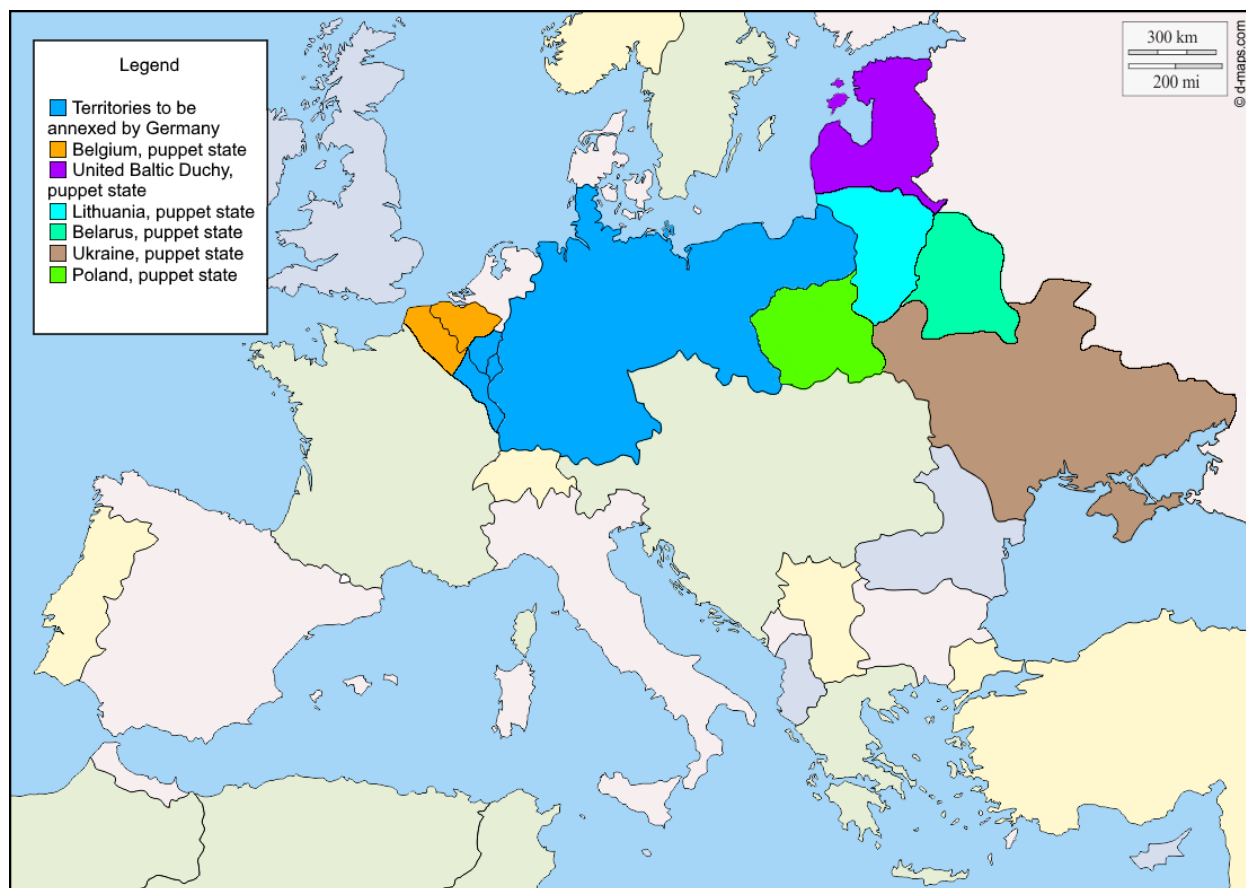 Legend
Territories to be
annexed by Germany
Belgium, puppet state
United Baltic Duchy,
puppet state
Lithuania, puppet state
Belarus, puppet state
Ukraine, puppet state
Poland, puppet state
300 km
200 mi
© d-maps.com